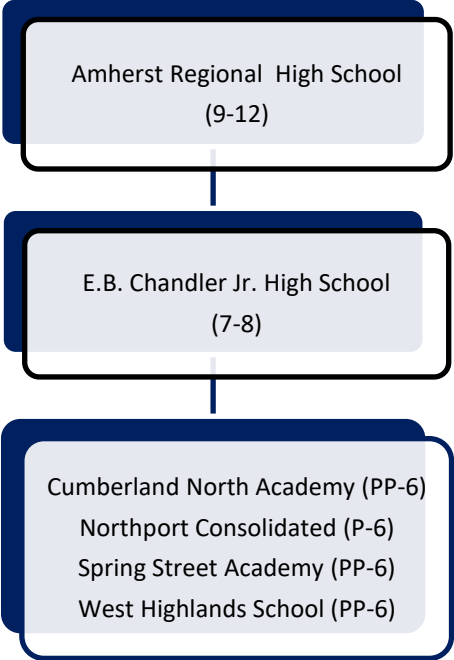 Amherst Regional High School
(9-12)
E.B. Chandler Jr. High School
(7-8)
Cumberland North Academy (PP-6)
Northport Consolidated (P-6)
Spring Street Academy (PP-6)
West Highlands School (PP-6)